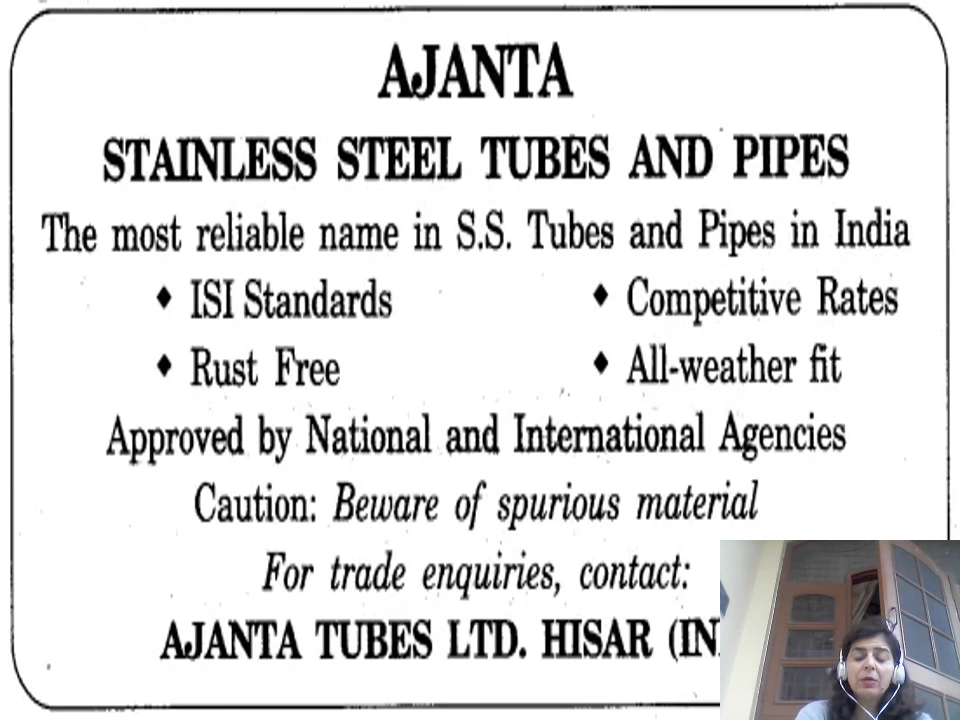 AJANTA
STAINLESS STEEL TUBES AND PIPES
The most reliable name in S.S. Tubes and Pipes in India
♦ ISI Standards ♦ Competitive Rates
♦ Rust Free ♦ All-weather fit
Approved by National and International Agencies
Caution: Beware of spurious material
For trade enquiries, contact:
AJANTA TUBES LTD. HISAR